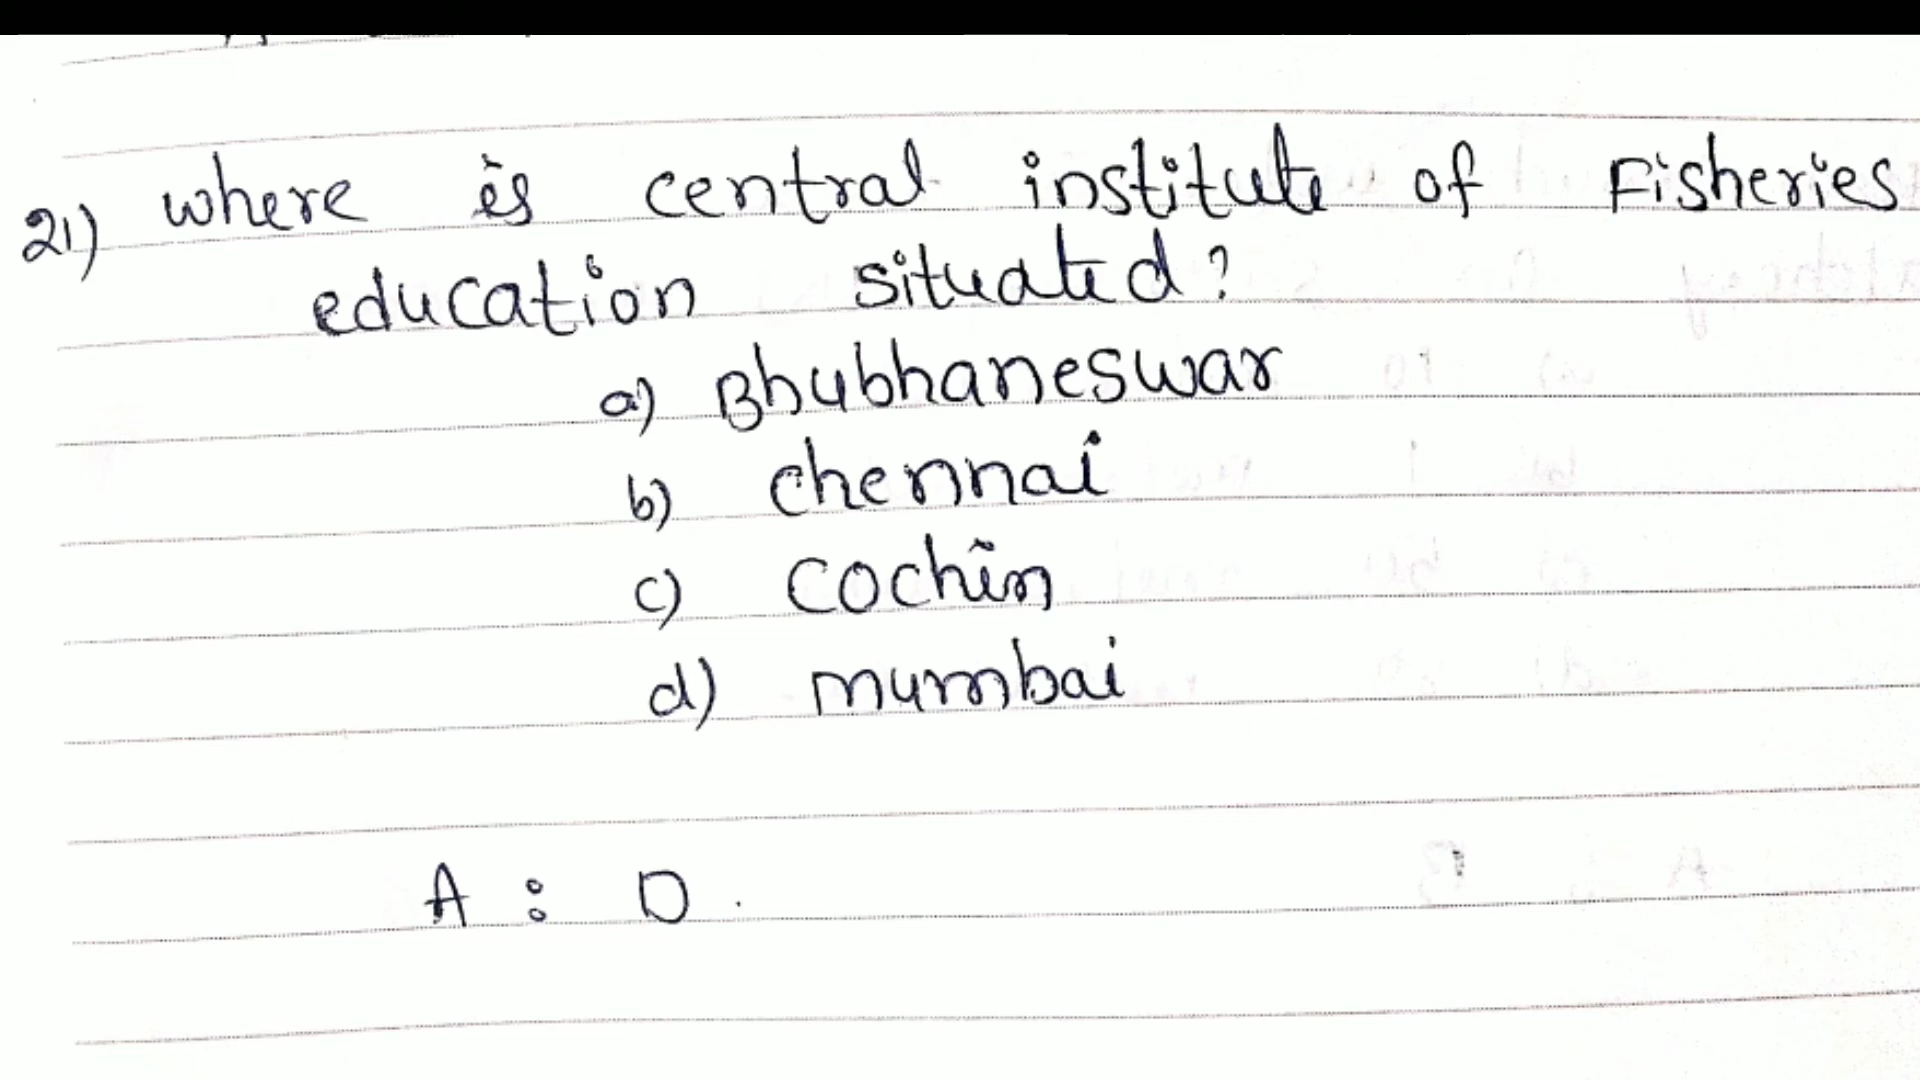 21) where is central institute of Fisheries
education situated?
a) Bhubhaneswar
b) chennai
c) cochin
d) mumbai
A : D.